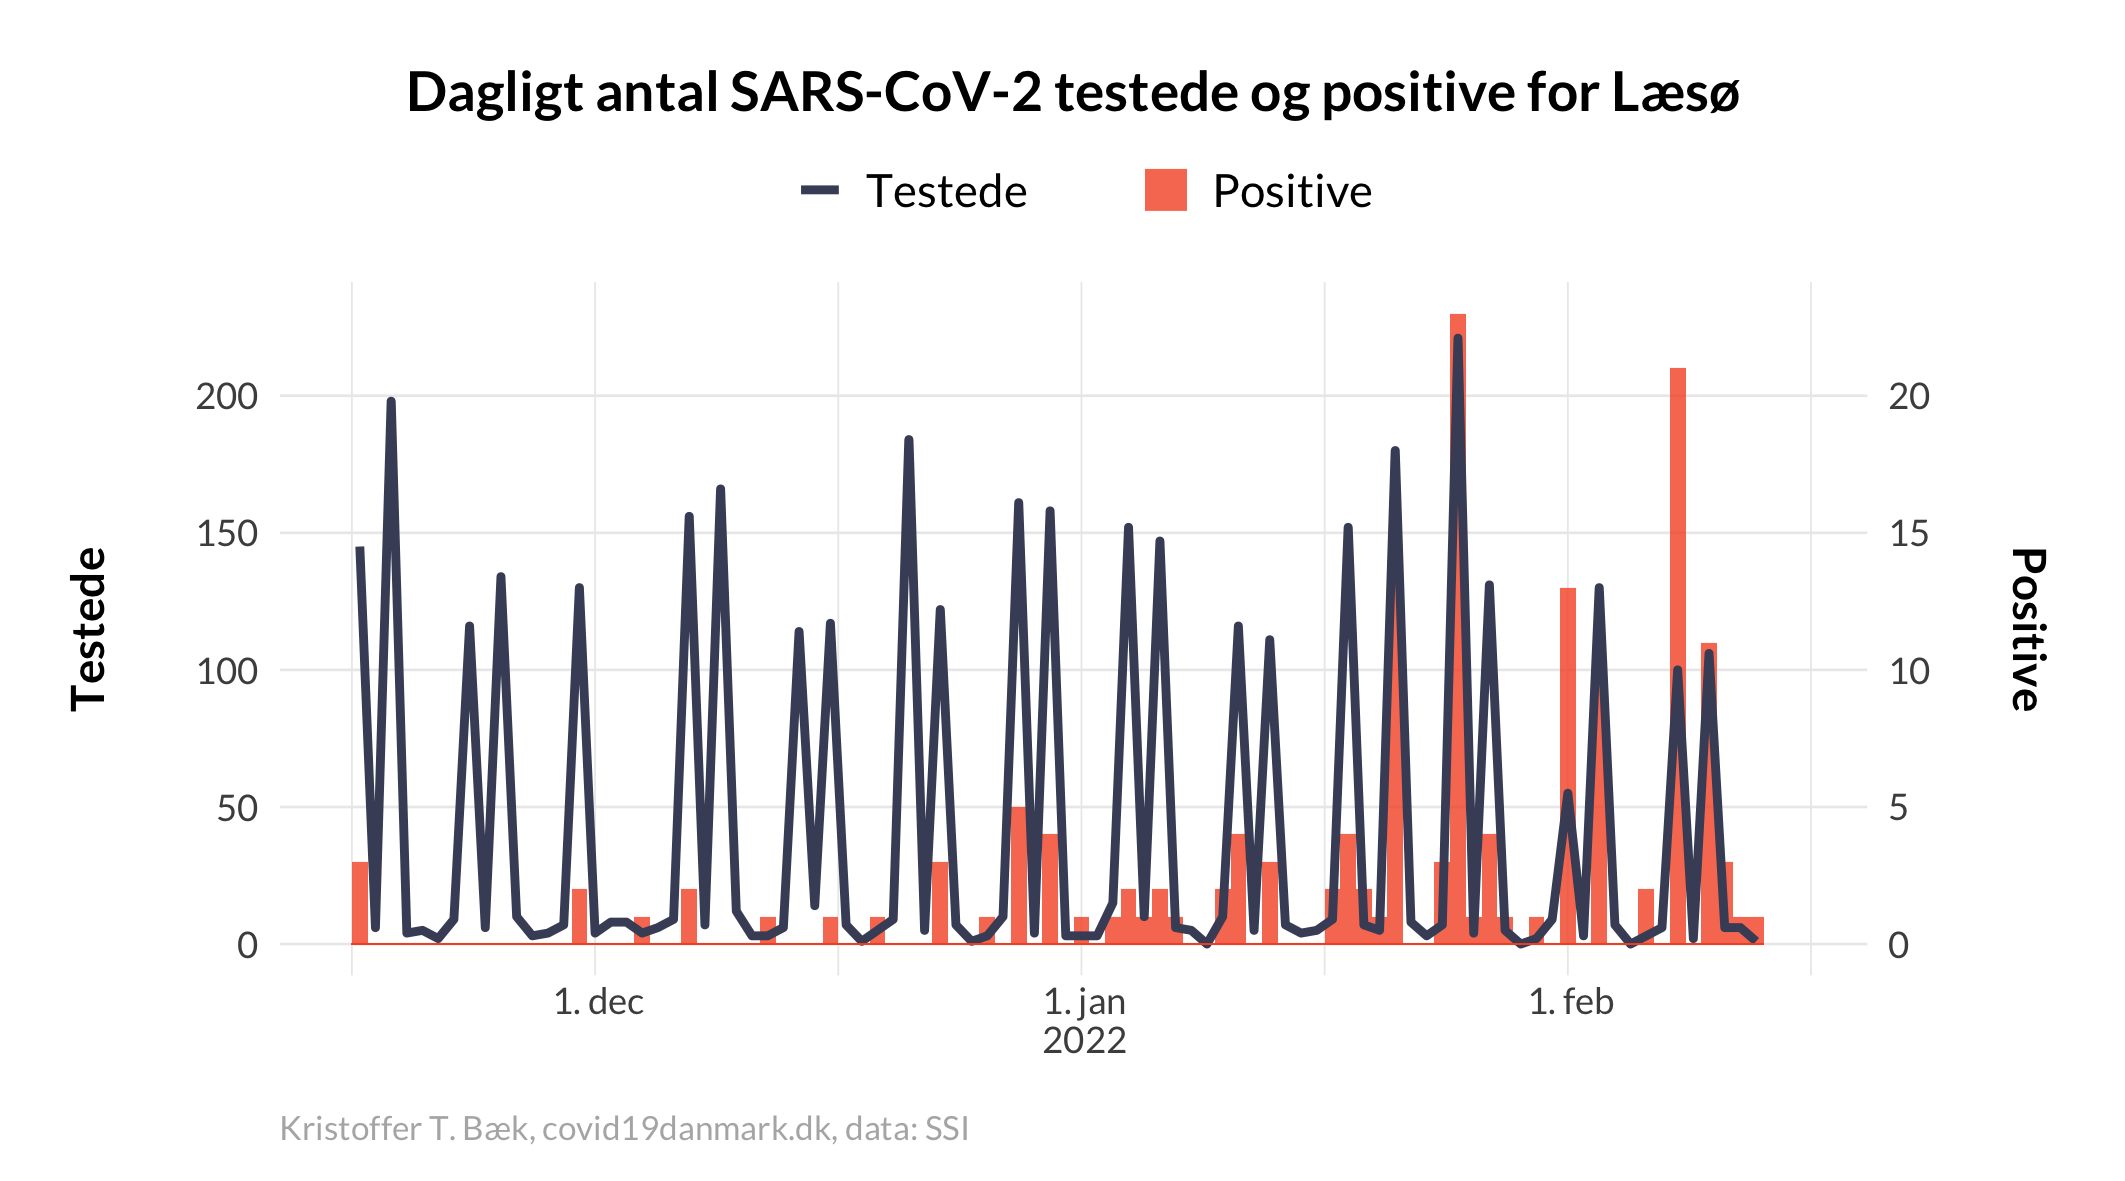 Dagligt antal SARS-CoV-2 testede og positive for Læsø
Testede
Positive
Testede
200
150
100
50
0
20
15
10
5
0
Positive
1. dec
1. jan
2022
1. feb
Kristoffer T. Bæk, covid19danmark.dk, data: SSI